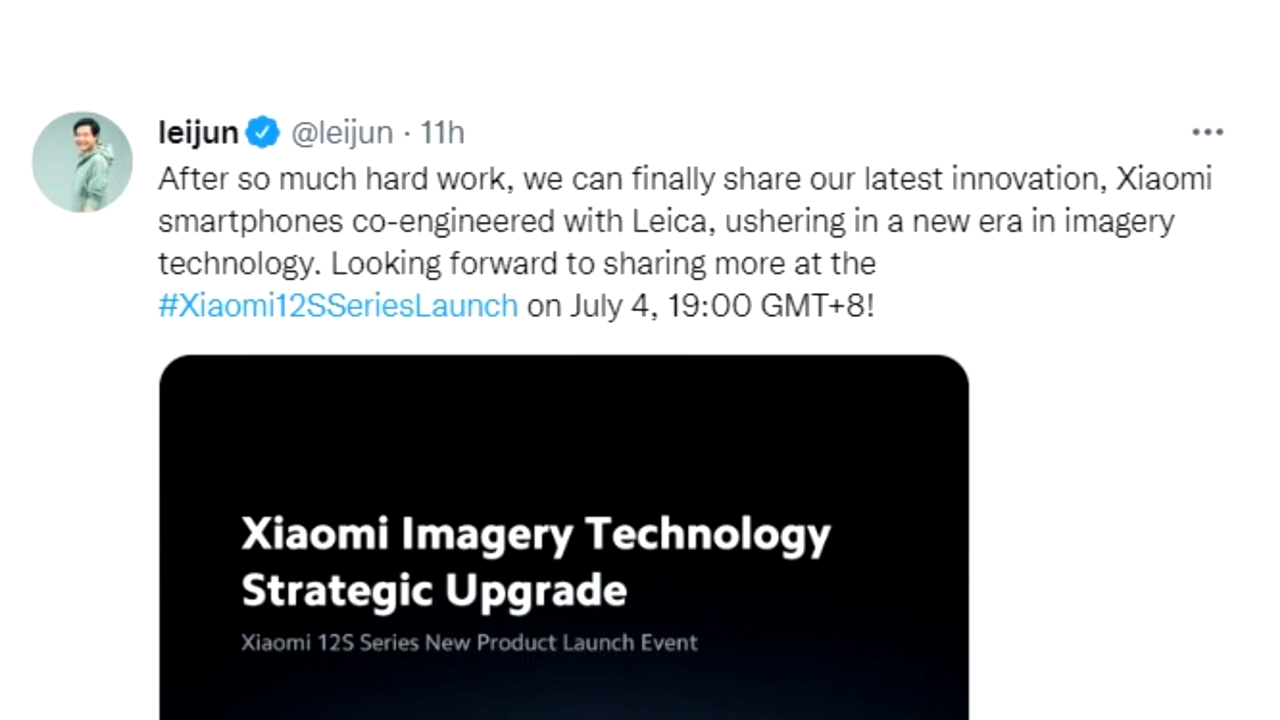 leijun @leijun · 11h
After so much hard work, we can finally share our latest innovation, Xiaomi
smartphones co-engineered with Leica, ushering in a new era in imagery
technology. Looking forward to sharing more at the
#Xiaomi12SSeriesLaunch on July 4, 19:00 GMT+8!
Xiaomi Imagery Technology
Strategic Upgrade
Xiaomi 12S Series New Product Launch Event